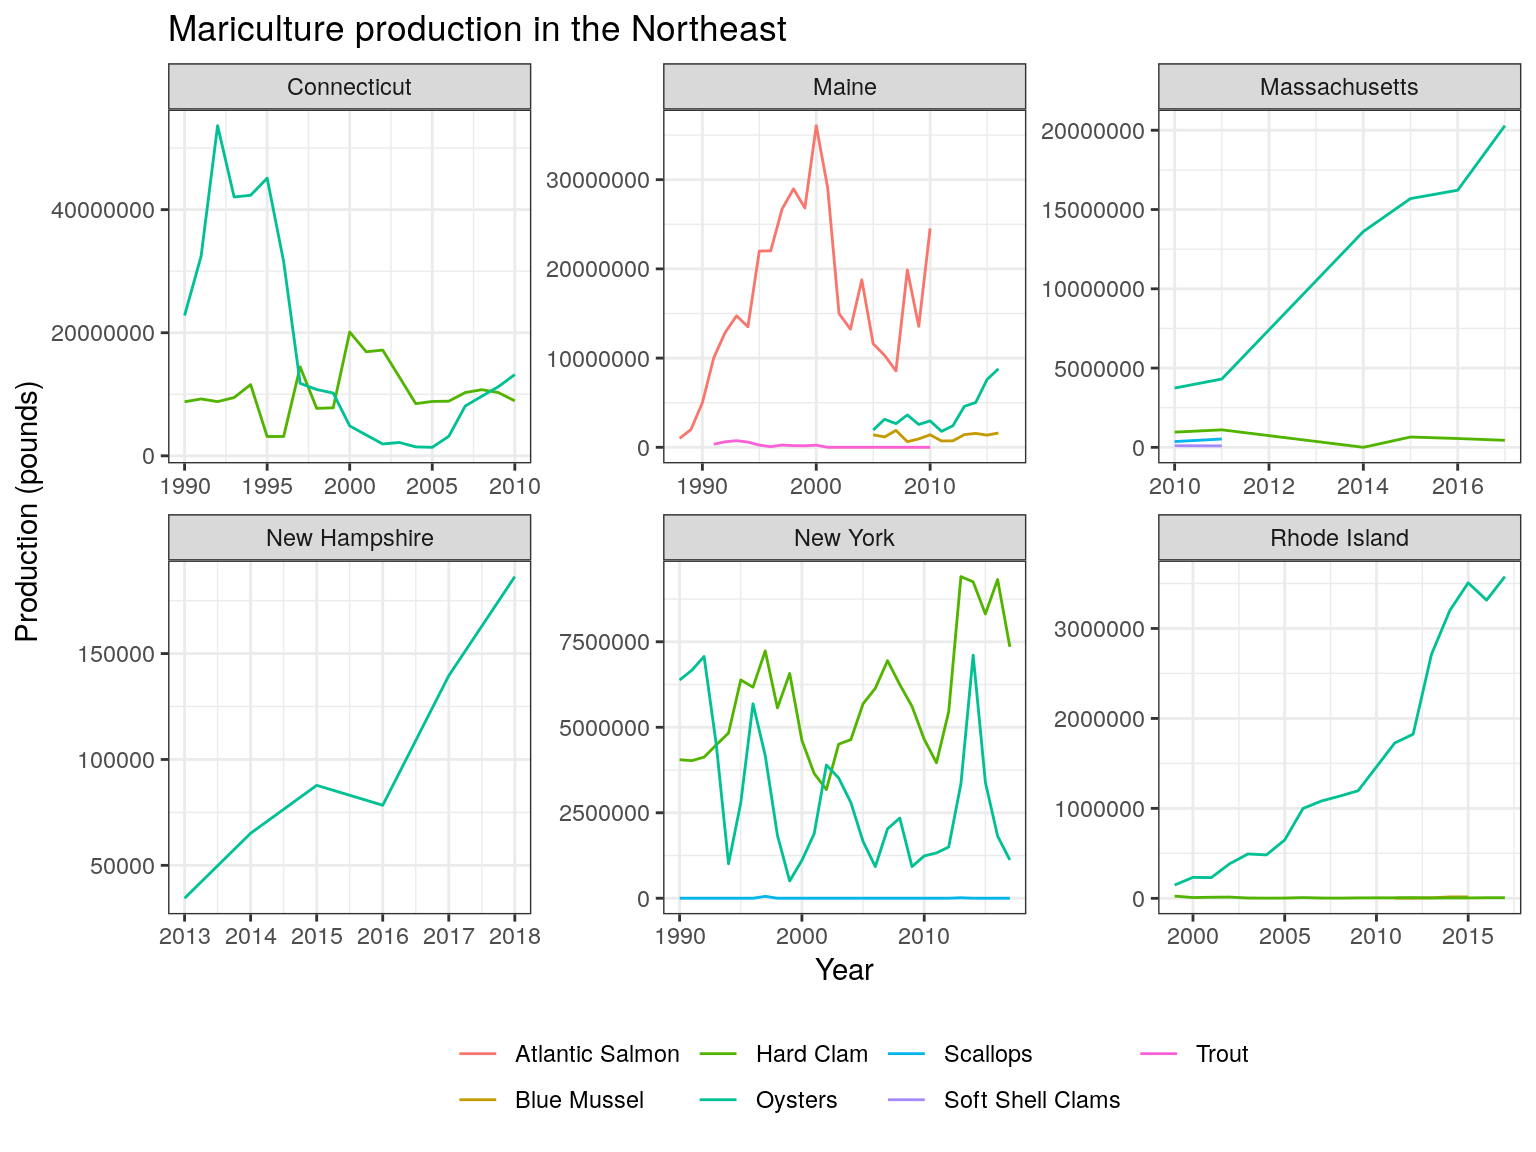 Mariculture production in the Northeast
Connecticut
Maine
Massachusetts
40000000
20000000
0
30000000
20000000
10000000
0
20000000
15000000
10000000
5000000
0
1990 1995 2000 2005 2010
1990 2000 2010
2010 2012 2014 2016
Production (pounds)
New Hampshire
New York
Rhode Island
150000
100000
50000
7500000
5000000
2500000
0
3000000
2000000
1000000
0
2013 2014 2015 2016 2017 2018
1990 2000 2010
2000 2005 2010 2015
Year
Atlantic Salmon Hard Clam Scallops Trout
Blue Mussel Oysters Soft Shell Clams